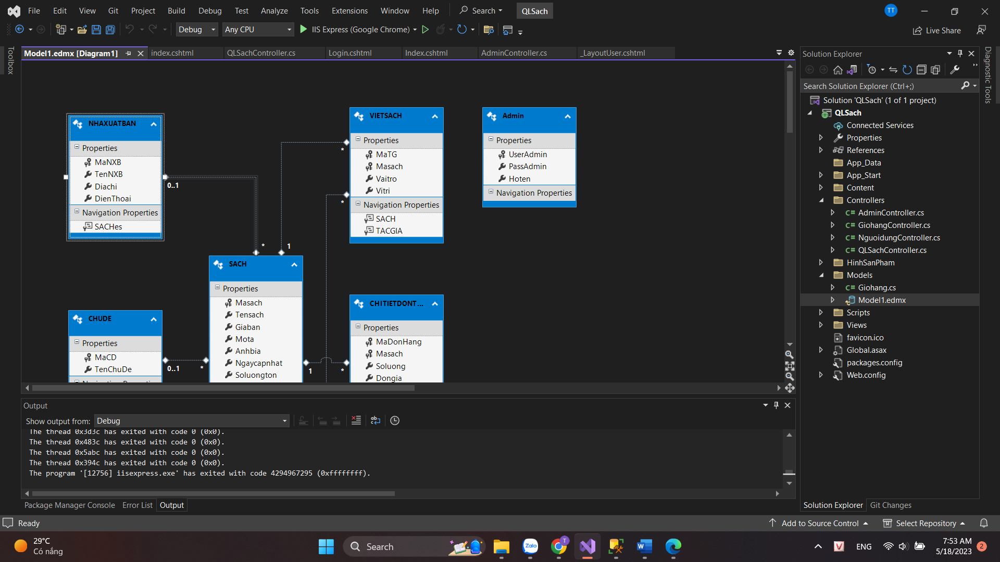 File Edit View Git Project Build Debug Test Analyze Tools Extensions Window Help Search QLSach TT
Debug Any CPU IIS Express (Google Chrome) Live Share
Toolbox
Model1.edmx [Diagram1] index.cshtml QLSachController.cs Login.cshtml Index.cshtml AdminController.cs _LayoutUser.cshtml
NHAXUATBAN
Properties
MaNXB
TenNXB
Diachi
DienThoai
Navigation Properties
SACHes
0..1
*
VIETSACH
Properties
MaTG
Masach
Vaitro
Vitri
Navigation Properties
SACH
TACGIA
*
*
1
Admin
Properties
UserAdmin
PassAdmin
Hoten
Navigation Properties
SACH
Properties
Masach
Tensach
Giaban
Mota
Anhbia
Ngaycapnhat
Soluongton
CHUDE
Properties
MaCD
TenChuDe
0..1
*
CHITIETDONT...
Properties
MaDonHang
Masach
Soluong
Dongia
1
*
Output
Show output from: Debug
The thread 0x3d3c has exited with code 0 (0x0).
The thread 0x483c has exited with code 0 (0x0).
The thread 0x5abc has exited with code 0 (0x0).
The thread 0x394c has exited with code 0 (0x0).
The program '[12756] iisexpress.exe' has exited with code 4294967295 (0xffffffff).
Package Manager Console Error List Output
Solution Explorer
Search Solution Explorer (Ctrl+;)
Solution 'QLSach' (1 of 1 project)
QLSach
Connected Services
Properties
References
App_Data
App_Start
Content
Controllers
C# AdminController.cs
C# GiohangController.cs
C# NguoidungController.cs
C# QLSachController.cs
HinhSanPham
Models
C# Giohang.cs
Model1.edmx
Scripts
Views
favicon.ico
Global.asax
packages.config
Web.config
Solution Explorer Git Changes
Diagnostic Tools
Ready Add to Source Control Select Repository
29°C
Có nắng
Search
Zalo
T
W
V
ENG
7:53 AM
5/18/2023
2